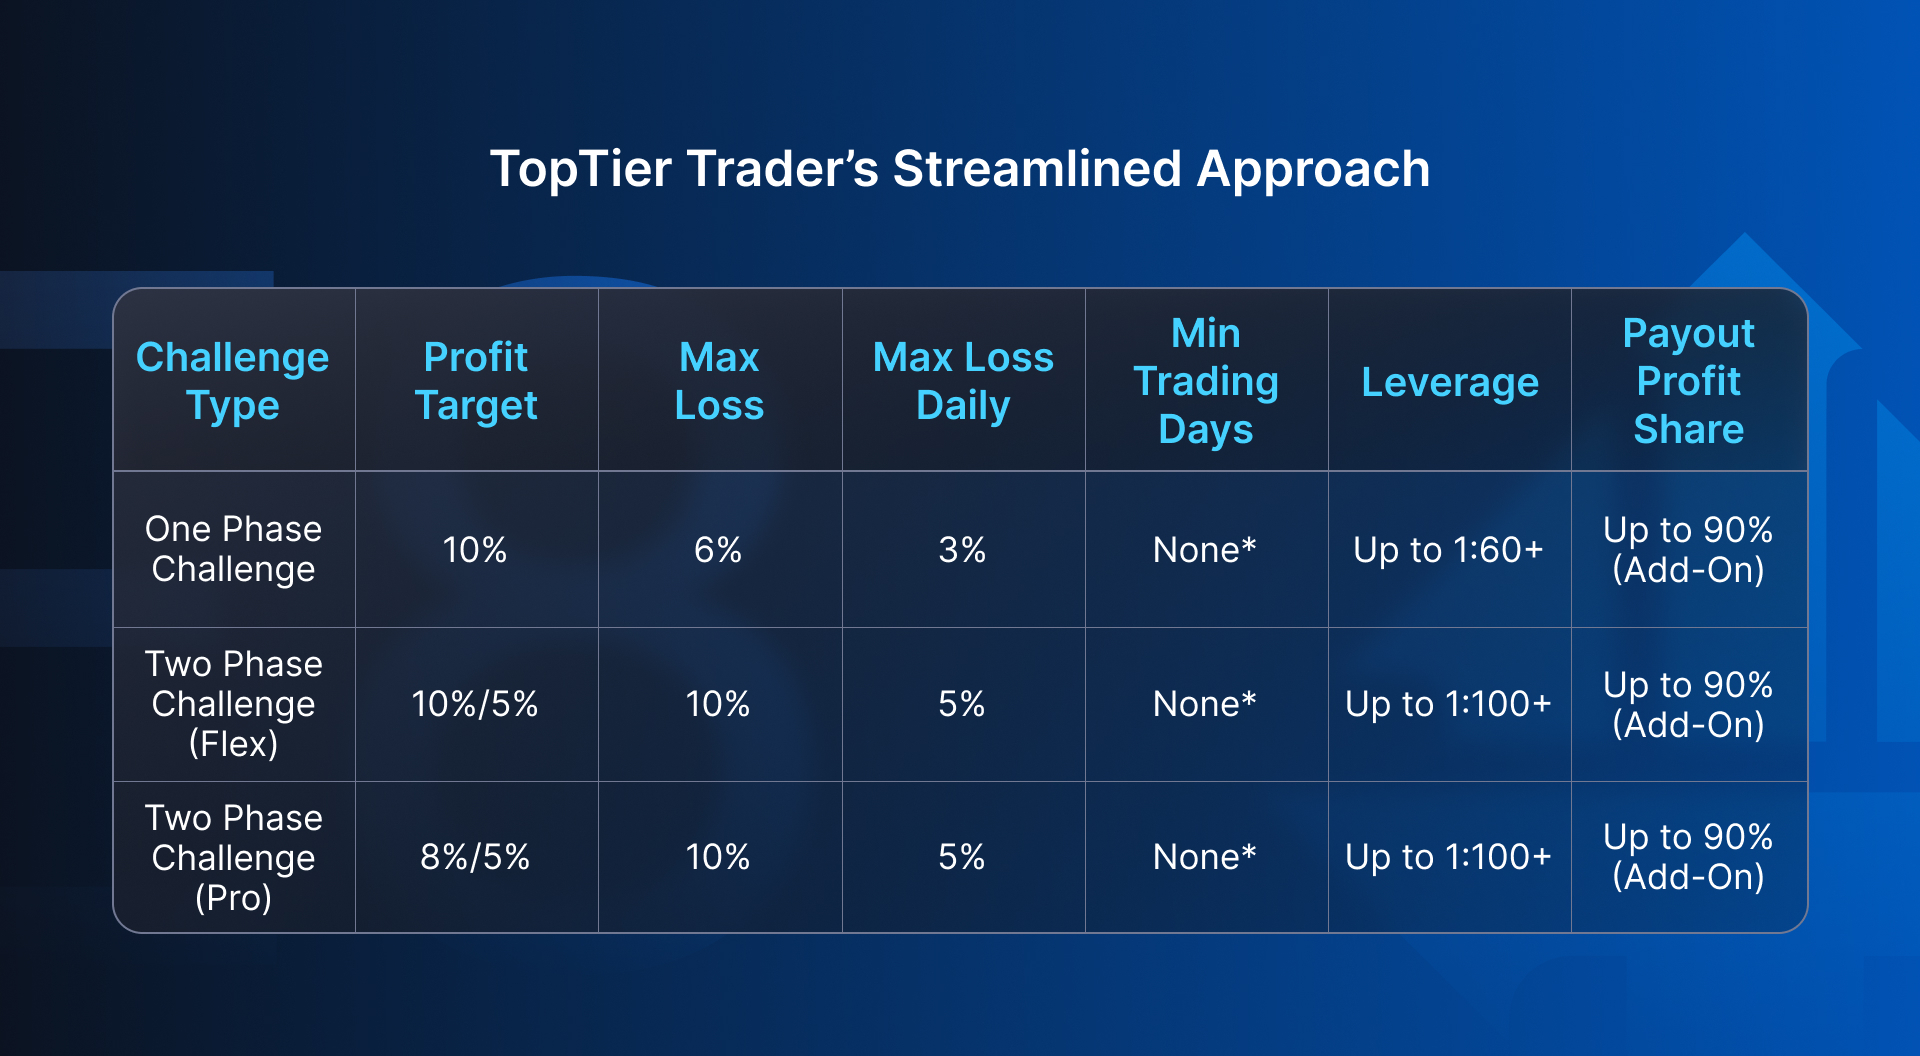 TopTier Trader’s Streamlined Approach
Challenge
Type
Profit
Target
Max
Loss
Max Loss
Daily
Min
Trading
Days
Leverage
Payout
Profit
Share
One Phase
Challenge
10%
6%
3%
None*
Up to 1:60+
Up to 90%
(Add-On)
Two Phase
Challenge
(Flex)
10%/5%
10%
5%
None*
Up to 1:100+
Up to 90%
(Add-On)
Two Phase
Challenge
(Pro)
8%/5%
10%
5%
None*
Up to 1:100+
Up to 90%
(Add-On)